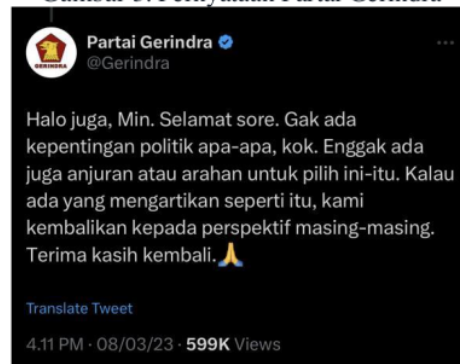 Partai Gerindra
@Gerindra
GERINDRA
Halo juga, Min. Selamat sore. Gak ada
kepentingan politik apa-apa, kok. Enggak ada
juga anjuran atau arahan untuk pilih ini-itu. Kalau
ada yang mengartikan seperti itu, kami
kembalikan kepada perspektif masing-masing.
Terima kasih kembali.🙏
Translate Tweet
4.11 PM · 08/03/23 · 599K Views